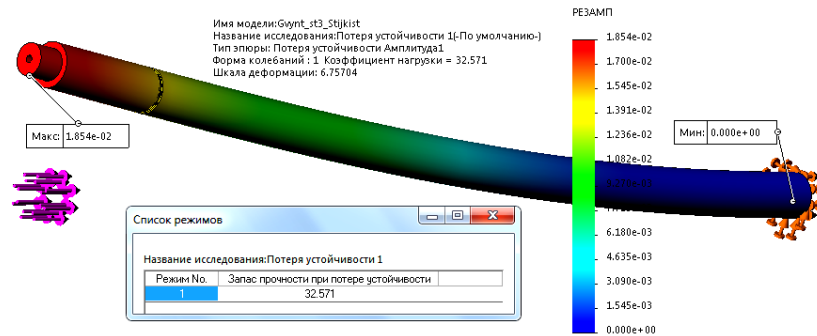 Имя модели:Gvynt_st3_Stijkist
Название исследования:Потеря устойчивости 1(-По умолчанию-)
Тип эпюры: Потеря устойчивости Амплитуда1
Форма колебаний : 1 Коэффициент нагрузки = 32.571
Шкала деформации: 6.75704
РЕЗАМП
1.854e-02
1.700e-02
1.545e-02
1.391e-02
1.236e-02
1.082e-02
6.180e-03
4.635e-03
3.090e-03
1.545e-03
0.000e+00
Макс: 1.854e-02
Мин: 0.000e+00
Список режимов
Название исследования:Потеря устойчивости 1
Режим No. Запас прочности при потере устойчивости
1 32.571